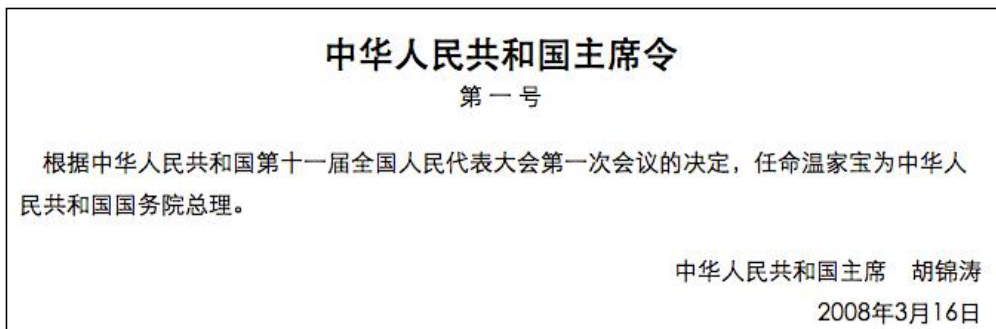 中华人民共和国主席令
第一号
根据中华人民共和国第十一届全国人民代表大会第一次会议的决定，任命温家宝为中华人
民共和国国务院总理。
中华人民共和国主席　胡锦涛
2008年3月16日